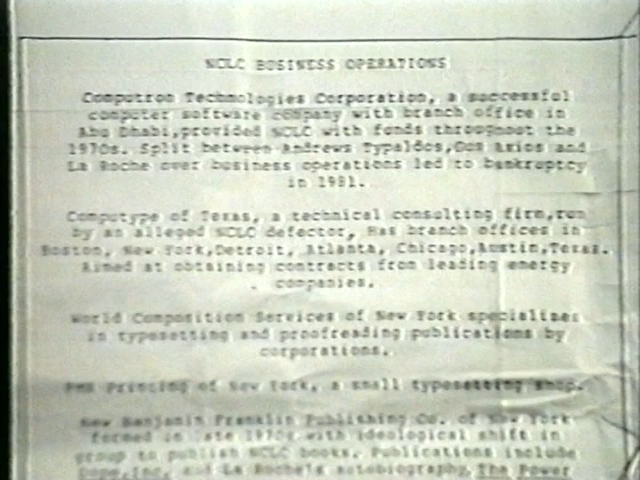 NCLC BUSINESS OPERATIONS
Computron Technologies Corporation, a successful
computer software company with branch office in
Abu Dhabi,provided NCLC with funds throughout the
1970s. Split between Andrews Typaldos,Gus Axios and
La Roche over business operations led to bankruptcy
in 1981.
Computype of Texas, a technical consulting firm,run
by an alleged NCLC defector, Has branch offices in
Boston, New York,Detroit, Atlanta, Chicago,Austin,Texas.
Aimed at obtaining contracts from leading energy
companies.
World Composition Services of New York specializes
in typesetting and proofreading publications by
corporations.
PMR Printing of New York, a small typesetting shop.
New Benjamin Franklin Publishing Co. of New York
formed in late 1970s with ideological shift in
group to publish NCLC books. Publications include
Dope,Inc. and La Roche's autobiography The Power